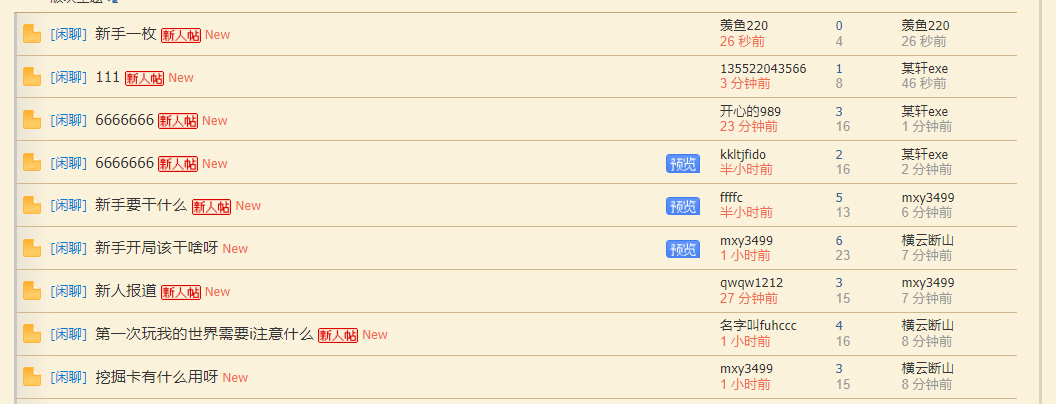 [闲聊] 新手一枚 新人帖 New 羡鱼220 0 羡鱼220
26 秒前 4 26 秒前
[闲聊] 111 新人帖 New 135522043566 1 某轩exe
3 分钟前 8 46 秒前
[闲聊] 6666666 新人帖 New 开心的989 3 某轩exe
23 分钟前 16 1 分钟前
[闲聊] 6666666 新人帖 New 预览 kkltjfido 2 某轩exe
半小时前 16 2 分钟前
[闲聊] 新手要干什么 新人帖 New 预览 ffffc 5 mxy3499
半小时前 13 6 分钟前
[闲聊] 新手开局该干啥呀 New 预览 mxy3499 6 横云断山
1 小时前 23 7 分钟前
[闲聊] 新人报道 新人帖 New qwqw1212 3 mxy3499
27 分钟前 15 7 分钟前
[闲聊] 第一次玩我的世界需要i注意什么 新人帖 New 名字叫fuhccc 4 横云断山
1 小时前 16 8 分钟前
[闲聊] 挖掘卡有什么用呀 New mxy3499 3 横云断山
1 小时前 15 8 分钟前